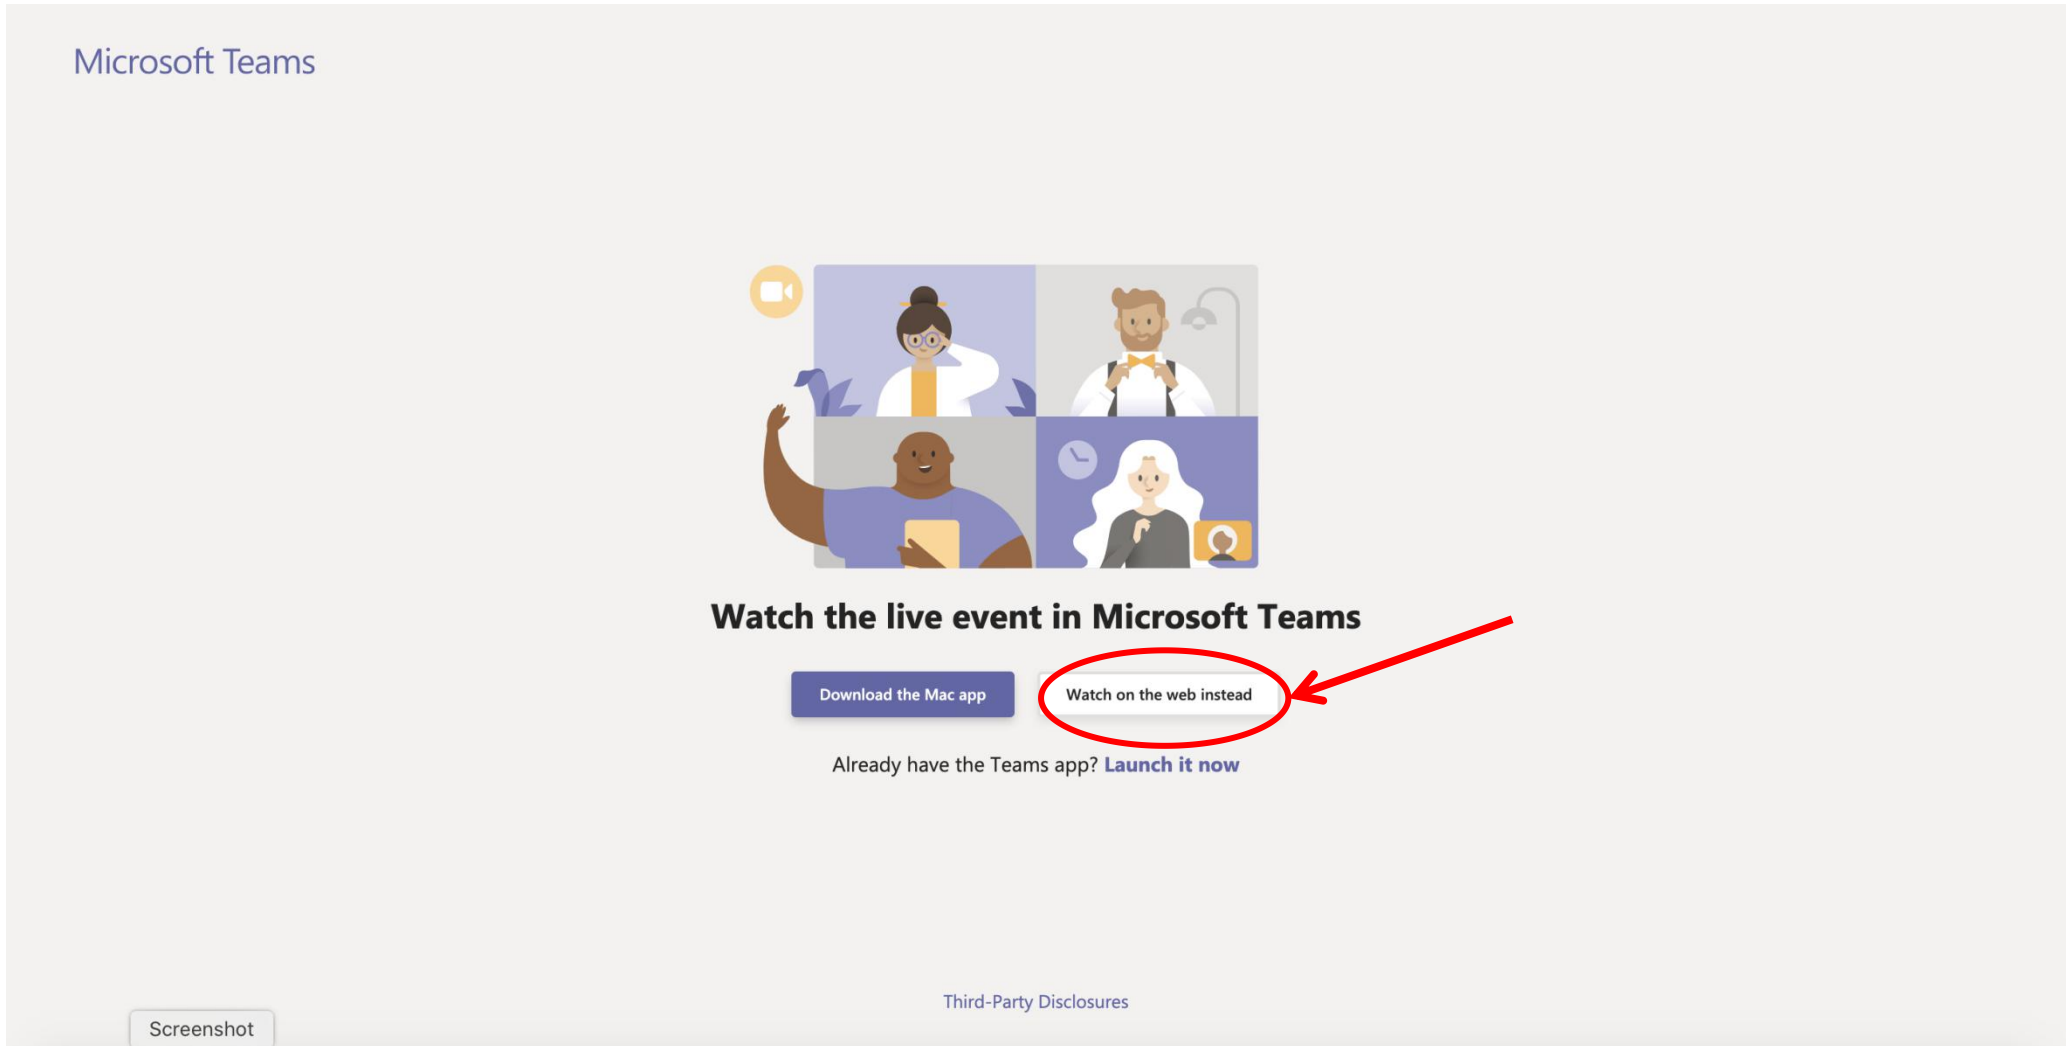 Microsoft Teams
Watch the live event in Microsoft Teams
Download the Mac app
Watch on the web instead
Already have the Teams app? Launch it now
Third-Party Disclosures
Screenshot